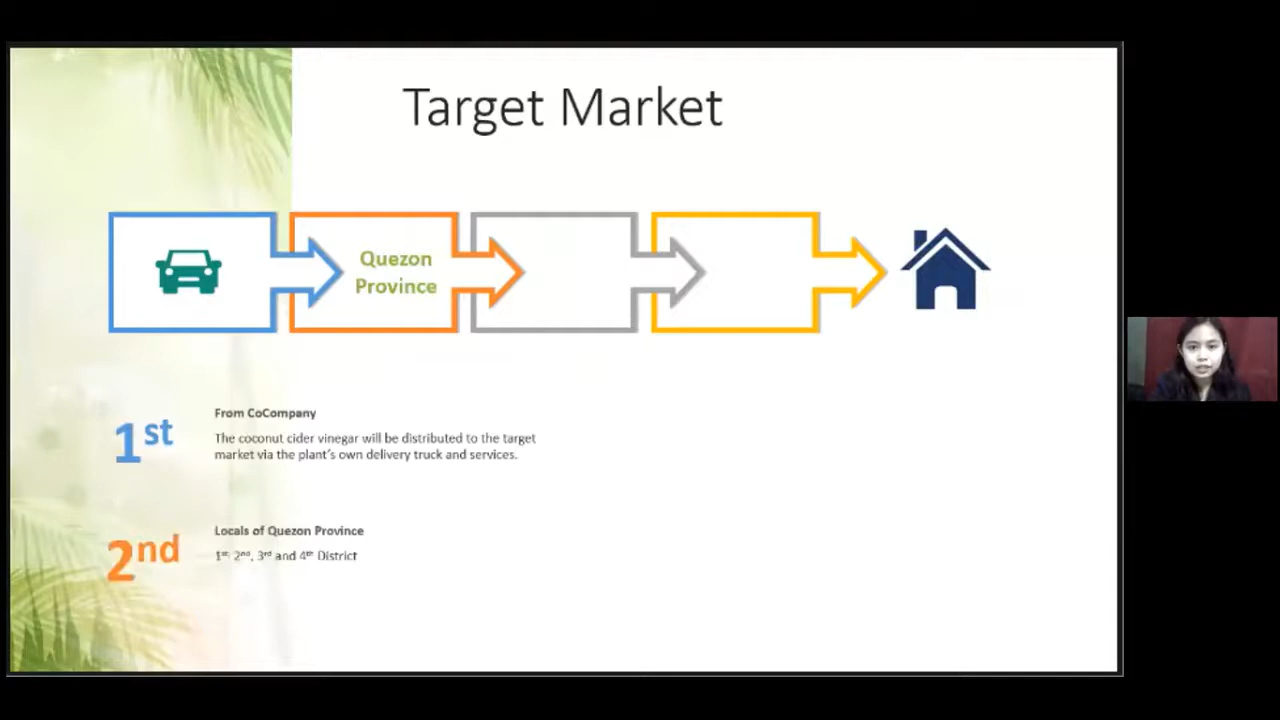 Target Market
Quezon
Province
1st
From CoCompany
The coconut cider vinegar will be distributed to the target
market via the plant's own delivery truck and services.
2nd
Locals of Quezon Province
1st, 2nd, 3rd and 4th District